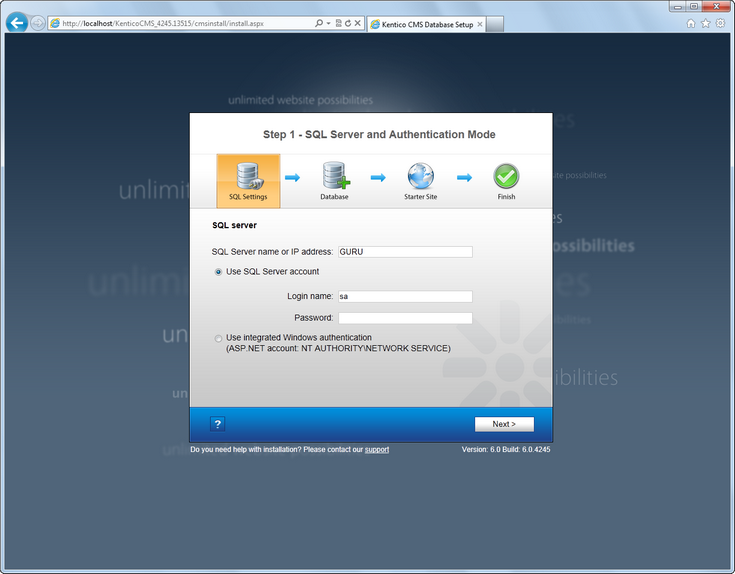 http://localhost/KenticoCMS_4245.13515/cmsinstall/install.aspx
Kentico CMS Database Setup
unlimited website possibilities
Step 1 - SQL Server and Authentication Mode
SQL Settings
Database
Starter Site
Finish
SQL server
SQL Server name or IP address: GURU
Use SQL Server account
Login name: sa
Password:
Use integrated Windows authentication
(ASP.NET account: NT AUTHORITY\NETWORK SERVICE)
? Next >
Do you need help with installation? Please contact our support
Version: 6.0 Build: 6.0.4245